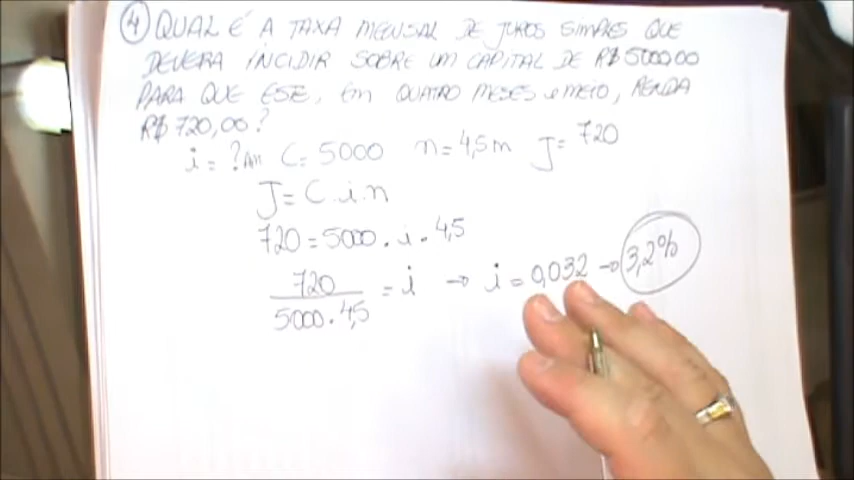 4 QUAL É A TAXA MENSAL DE JUROS SIMPLES QUE
DEVERA INCIDIR SOBRE UM CAPITAL DE R$ 5000,00
PARA QUE ESTE, EM QUATRO MESES e MEIO, RENDA
R$ 720,00?
i = ? am C = 5000 n = 4,5m J = 720
J = C.i.n
720 = 5000 . i . 4,5
720 / 5000 . 4,5 = i → i = 0,032 → 3,2%